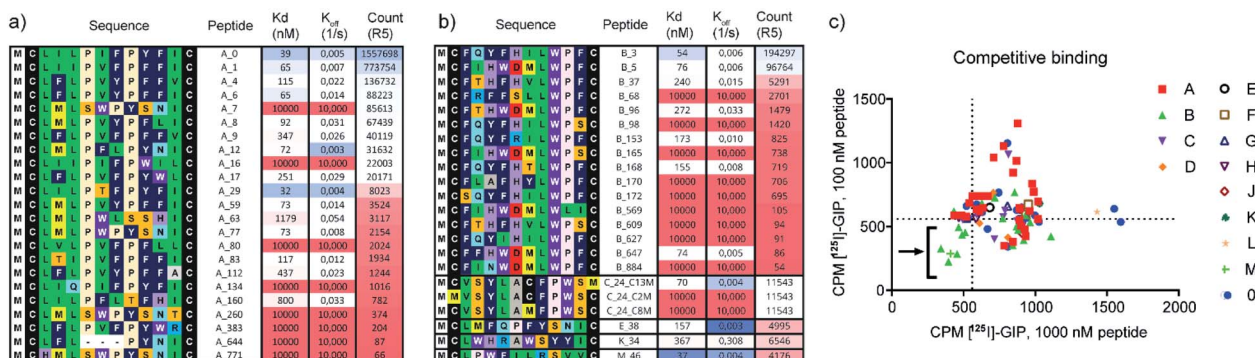 a)
Sequence Peptide Kd (nM) Koff (1/s) Count (R5)
M C L I L P I F P Y F I C A_0 39 0,005 1557698
M C L I L P V F P Y F I C A_1 65 0,007 773754
A_4 115 0,022 136732
A_6 65 0,014 88223
M C L M L S W P Y S N I C A_7 10000 10,000 85613
A_8 92 0,031 67439
A_9 347 0,026 40119
M C L M L P F L P Y N I C A_12 72 0,003 31632
M C L I L P I F P W I L C A_16 10000 10,000 22003
A_17 251 0,029 20171
M C L I L P T F P Y F I C A_29 32 0,004 8023
A_59 73 0,014 3524
M C L M L P W L S S H I C A_63 1179 0,054 3117
M C L M L P W P Y S N I C A_77 73 0,008 2154
M C L V L P V F P F L L C A_80 10000 10,000 2024
M C L T I P V F P Y F I C A_83 117 0,012 1934
M C L F L P V F P Y F A C A_112 437 0,023 1244
M C L I Q P I F P Y F I C A_134 10000 10,000 1016
M C L I L P F L T F H I C A_160 800 0,033 782
M C L M L S W P Y S N T C A_260 10000 10,000 374
M C L F L P V F P Y W R C A_383 10000 10,000 204
M C L F L P - - - P Y F I C A_644 10000 10,000 87
M C H M L S W P Y S N I C A_771 10000 10,000 66
b)
Sequence Peptide Kd (nM) Koff (1/s) Count (R5)
M C F Q Y F H I L W P F C B_3 54 0,006 194297
M C F I H W D M L W P F C B_5 76 0,006 96764
M C F T H F H V L W P F C B_37 240 0,015 5291
M C F R F F S L L W P F C B_68 10000 10,000 2701
M C F T H W D M L W P F C B_96 272 0,033 1479
B_98 10000 10,000 1420
M C F Q Y F R I L W P F C B_153 173 0,010 825
M C F I H W D M L W P S C B_165 10000 10,000 738
M C F Q Y F H T L W P F C B_168 155 0,008 719
M C F L A F H Y L W P F C B_170 10000 10,000 706
M C S Q Y F H I L W P F C B_172 10000 10,000 695
M C F I H W D M L W L I C B_569 10000 10,000 105
M C F T H F H V L W P S C B_609 10000 10,000 94
M C F Q Y I H I L W P F C B_627 10000 10,000 91
M C F H H W D M L W P F C B_647 74 0,005 86
M C F I N W D M L W P F C B_884 10000 10,000 54
M C V S Y L A C F P W S M C_24_C13M 70 0,004 11543
M M V S Y L A C F P W S C C_24_C2M 10000 10,000 11543
C_24_C8M 10000 10,000 11543
E_38 157 0,003 4995
M C L W H R A W S Y Y I C K_34 367 0,308 6546
M C L P W F I L R S V V C M_46 37 0,004 4176
c)
Competitive binding
CPM [125I]-GIP, 100 nM peptide
1500
1000
500
0
0 500 1000 1500 2000
CPM [125I]-GIP, 1000 nM peptide
A
B
C
D
E
F
G
H
J
K
L
M
0